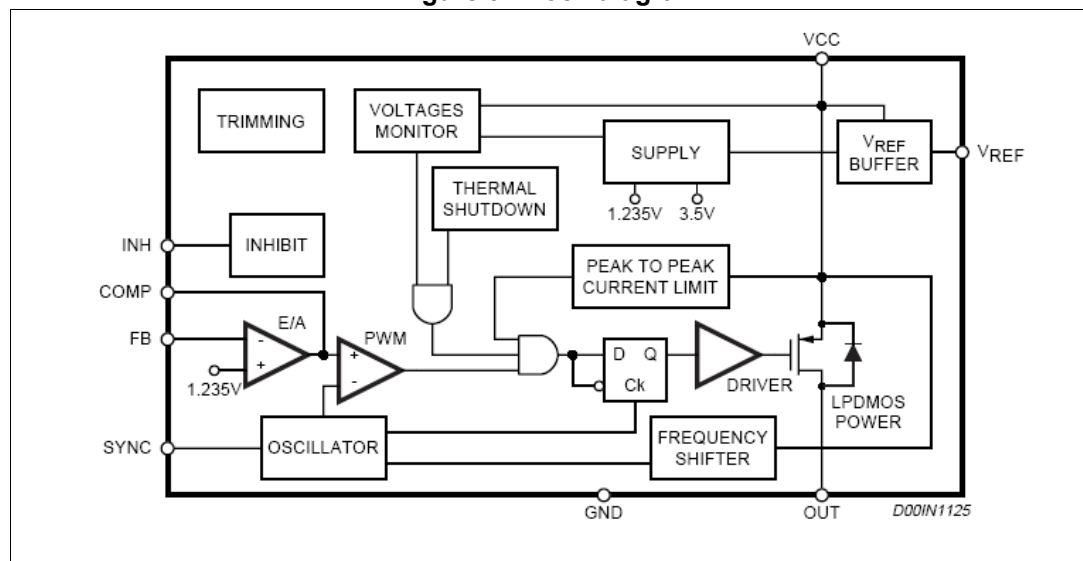 VCC
TRIMMING
VOLTAGES
MONITOR
SUPPLY
VREF
BUFFER
VREF
THERMAL
SHUTDOWN
1.235V
3.5V
INH
INHIBIT
PEAK TO PEAK
CURRENT LIMIT
COMP
E/A
FB
-
+
1.235V
PWM
+
-
D Q
Ck
DRIVER
LPDMOS
POWER
SYNC
OSCILLATOR
FREQUENCY
SHIFTER
GND
OUT
D00IN1125